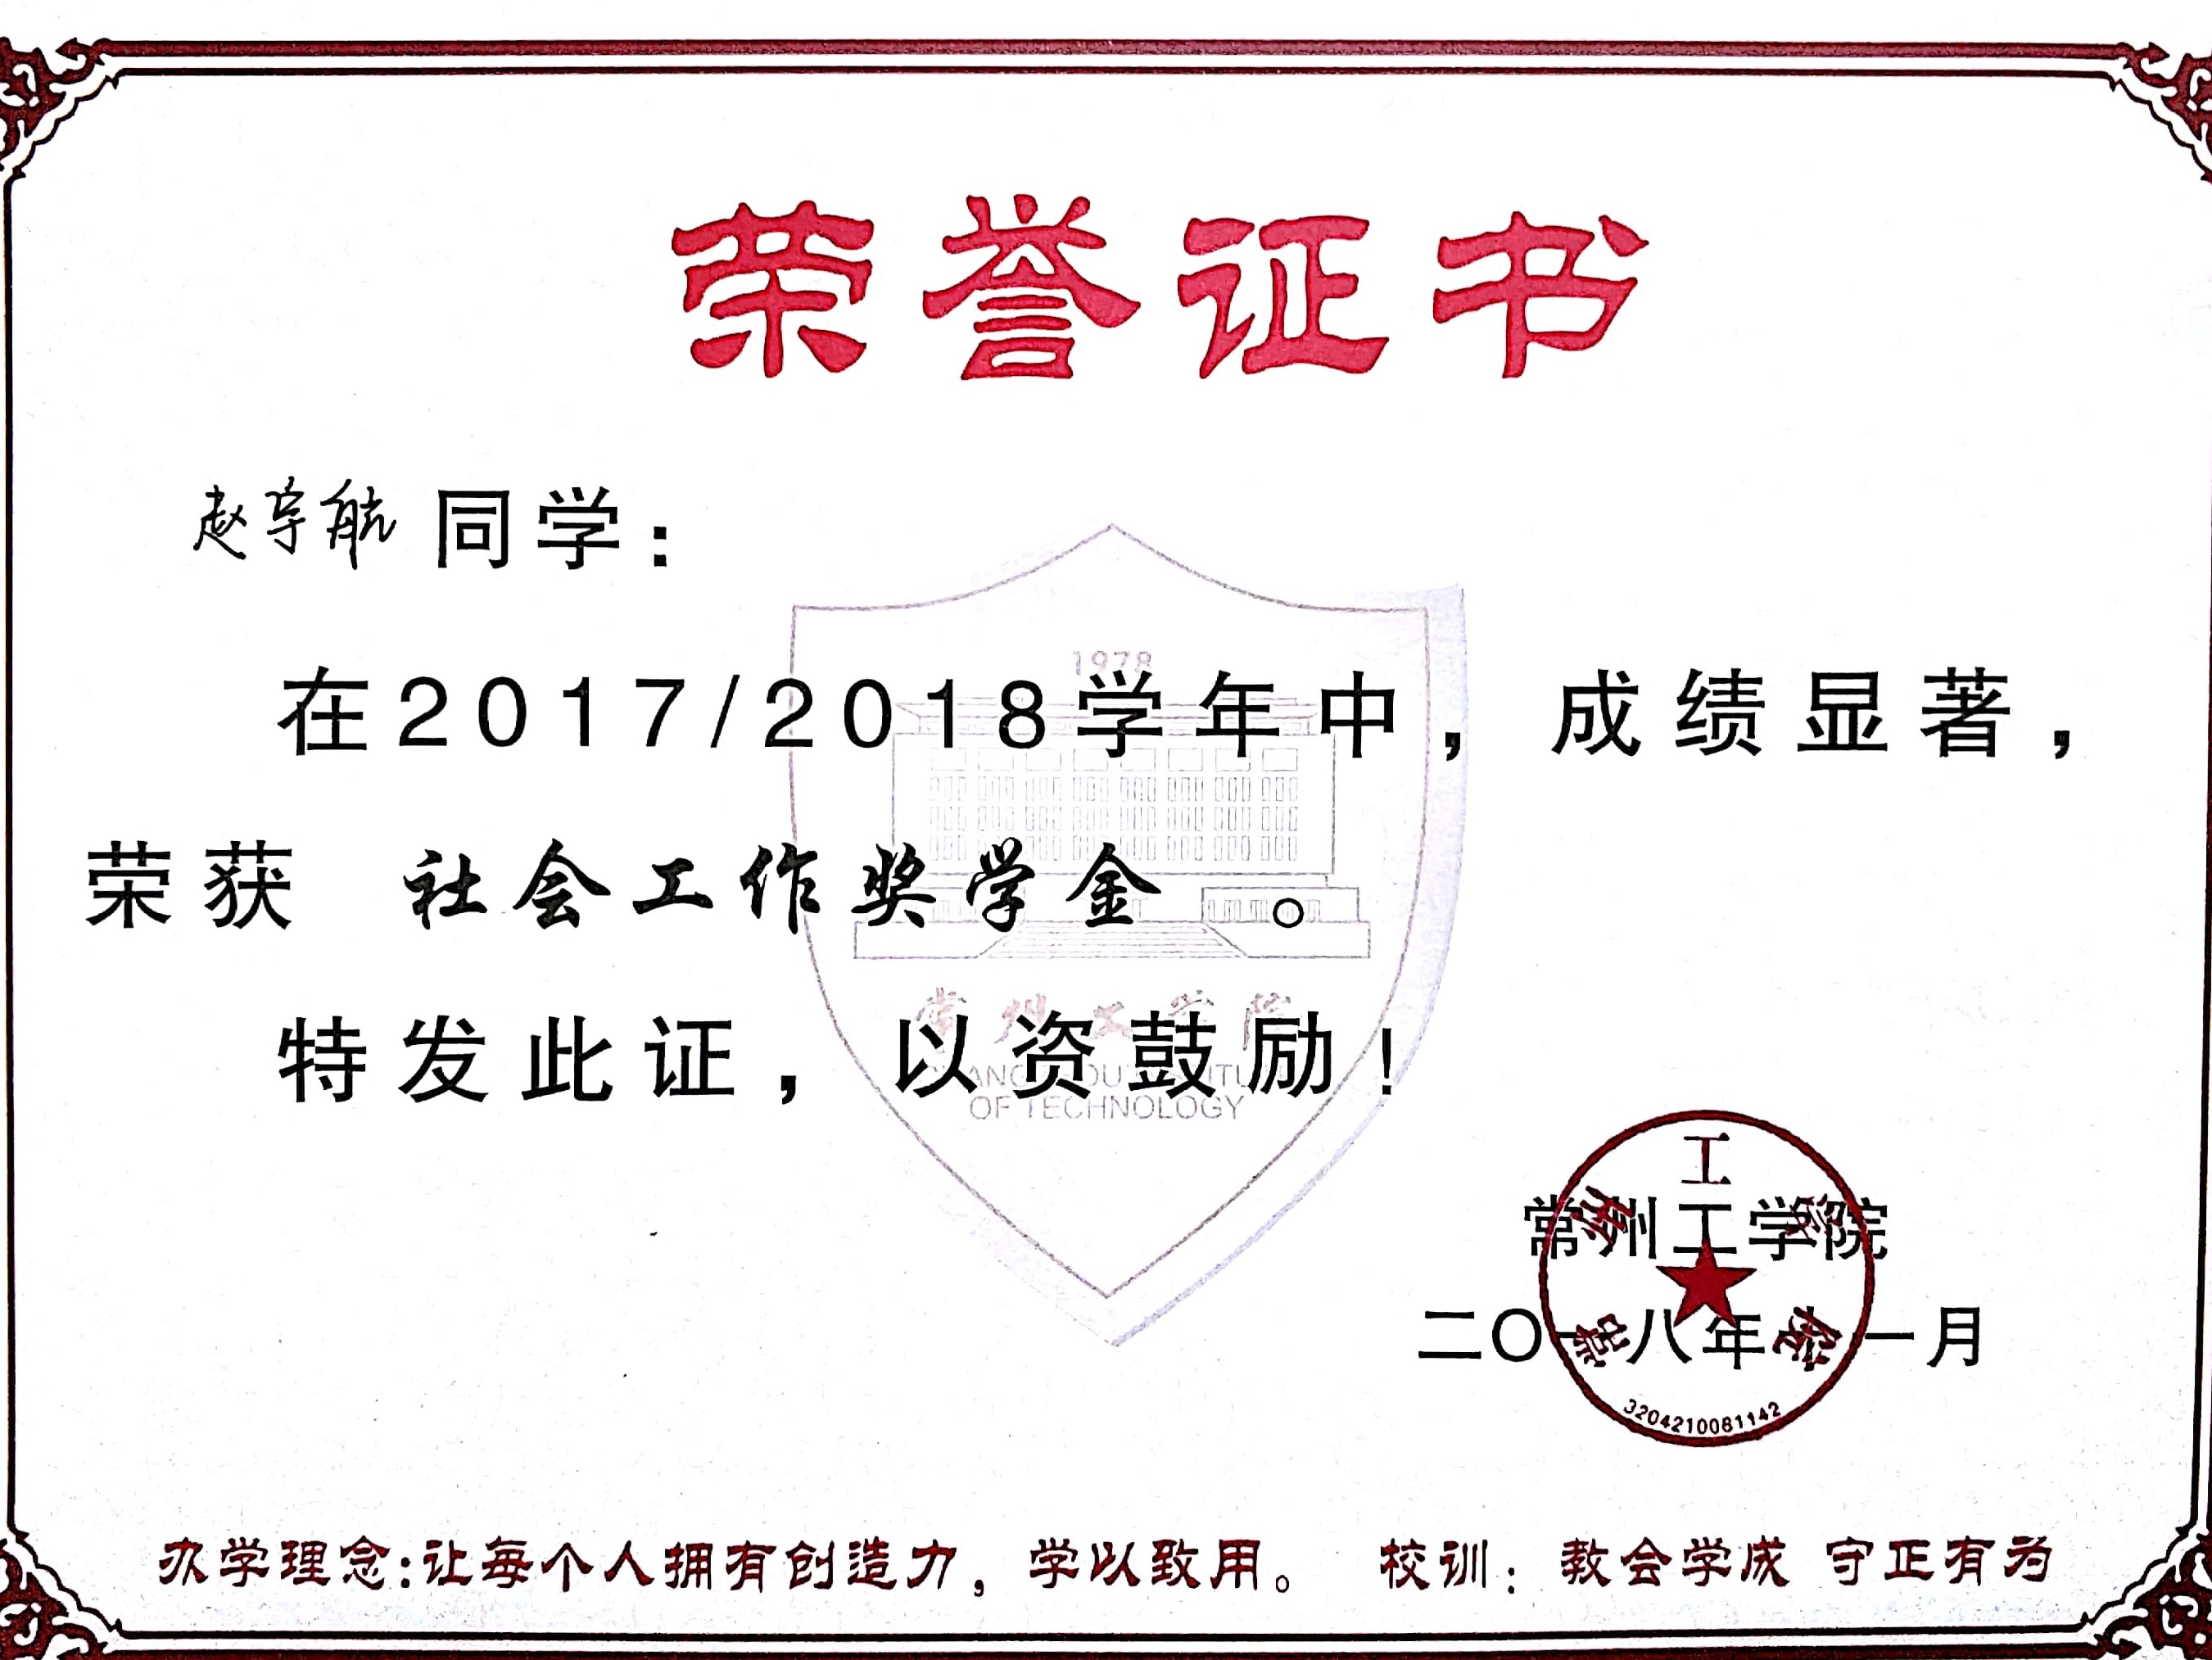 荣誉证书
赵宇航 同学：
1978
在2017/2018学年中，成绩显著，
荣获 社会工作奖学金。
常州工学院
特发此证，以资鼓励！
OF TECHNOLOGY
常州工学院
常州工学院
二〇一八年 一月
3204210081142
办学理念：让每个人拥有创造力，学以致用。 校训：教会学成 守正有为